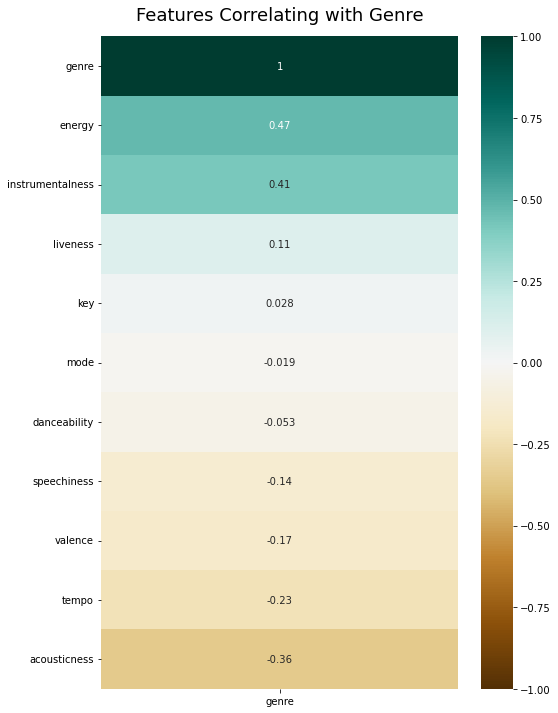 Features Correlating with Genre
genre 1
energy 0.47
instrumentalness 0.41
liveness 0.11
key 0.028
mode -0.019
danceability -0.053
speechiness -0.14
valence -0.17
tempo -0.23
acousticness -0.36
genre
1.00
0.75
0.50
0.25
0.00
−0.25
−0.50
−0.75
−1.00